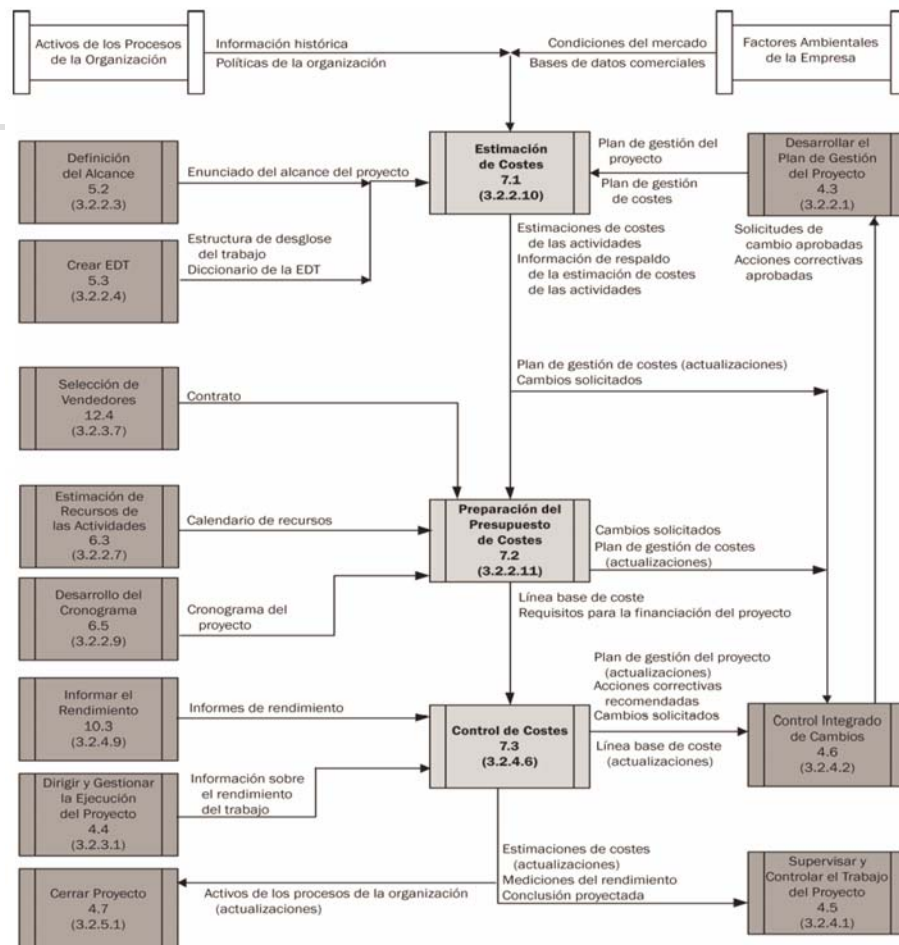 Activos de los Procesos
de la Organización
Información histórica
Políticas de la organización
Condiciones del mercado
Bases de datos comerciales
Factores Ambientales
de la Empresa
Definición
del Alcance
5.2
(3.2.2.3)
Enunciado del alcance del proyecto
Estimación
de Costes
7.1
(3.2.2.10)
Plan de gestión del
proyecto
Plan de gestión
de costes
Desarrollar el
Plan de Gestión
del Proyecto
4.3
(3.2.2.1)
Crear EDT
5.3
(3.2.2.4)
Estructura de desglose
del trabajo
Diccionario de la EDT
Estimaciones de costes
de las actividades
Información de respaldo
de la estimación de costes
de las actividades
Solicitudes de
cambio aprobadas
Acciones correctivas
aprobadas
Plan de gestión de costes (actualizaciones)
Cambios solicitados
Selección de
Vendedores
12.4
(3.2.3.7)
Contrato
Estimación de
Recursos de
las Actividades
6.3
(3.2.2.7)
Calendario de recursos
Preparación del
Presupuesto
de Costes
7.2
(3.2.2.11)
Cambios solicitados
Plan de gestión de costes
(actualizaciones)
Desarrollo del
Cronograma
6.5
(3.2.2.9)
Cronograma del
proyecto
Línea base de coste
Requisitos para la financiación del proyecto
Informar el
Rendimiento
10.3
(3.2.4.9)
Informes de rendimiento
Control de Costes
7.3
(3.2.4.6)
Plan de gestión del proyecto
(actualizaciones)
Acciones correctivas
recomendadas
Cambios solicitados
Línea base de coste
(actualizaciones)
Control Integrado
de Cambios
4.6
(3.2.4.2)
Dirigir y Gestionar
la Ejecución
del Proyecto
4.4
(3.2.3.1)
Información sobre
el rendimiento
del trabajo
Estimaciones de costes
(actualizaciones)
Mediciones del rendimiento
Conclusión proyectada
Supervisar y
Controlar el Trabajo
del Proyecto
4.5
(3.2.4.1)
Cerrar Proyecto
4.7
(3.2.5.1)
Activos de los procesos de la organización
(actualizaciones)